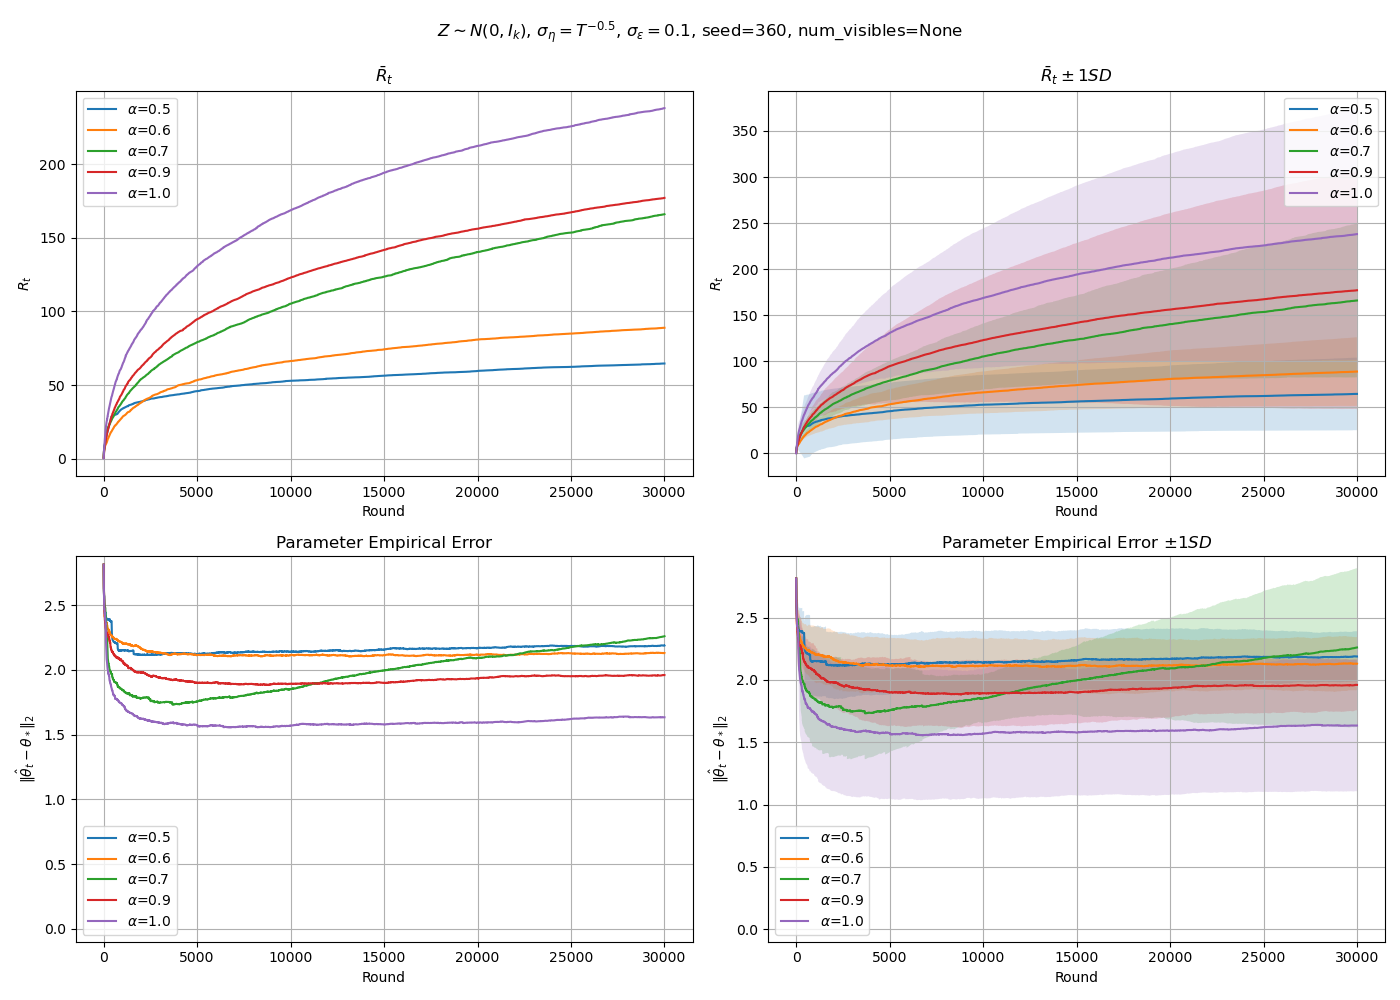 Z ~ N(0, I_k), σ_η = T^{-0.5}, σ_ε = 0.1, seed=360, num_visibles=None
R̄_t
α=0.5
α=0.6
α=0.7
α=0.9
α=1.0
200
150
100
50
0
R_t
0 5000 10000 15000 20000 25000 30000
Round
R̄_t ± 1SD
α=0.5
α=0.6
α=0.7
α=0.9
α=1.0
350
300
250
200
150
100
50
0
R_t
0 5000 10000 15000 20000 25000 30000
Round
Parameter Empirical Error
2.5
2.0
1.5
1.0
0.5
0.0
‖θ̂_t − θ_*‖_2
α=0.5
α=0.6
α=0.7
α=0.9
α=1.0
0 5000 10000 15000 20000 25000 30000
Round
Parameter Empirical Error ±1SD
2.5
2.0
1.5
1.0
0.5
0.0
‖θ̂_t − θ_*‖_2
α=0.5
α=0.6
α=0.7
α=0.9
α=1.0
0 5000 10000 15000 20000 25000 30000
Round